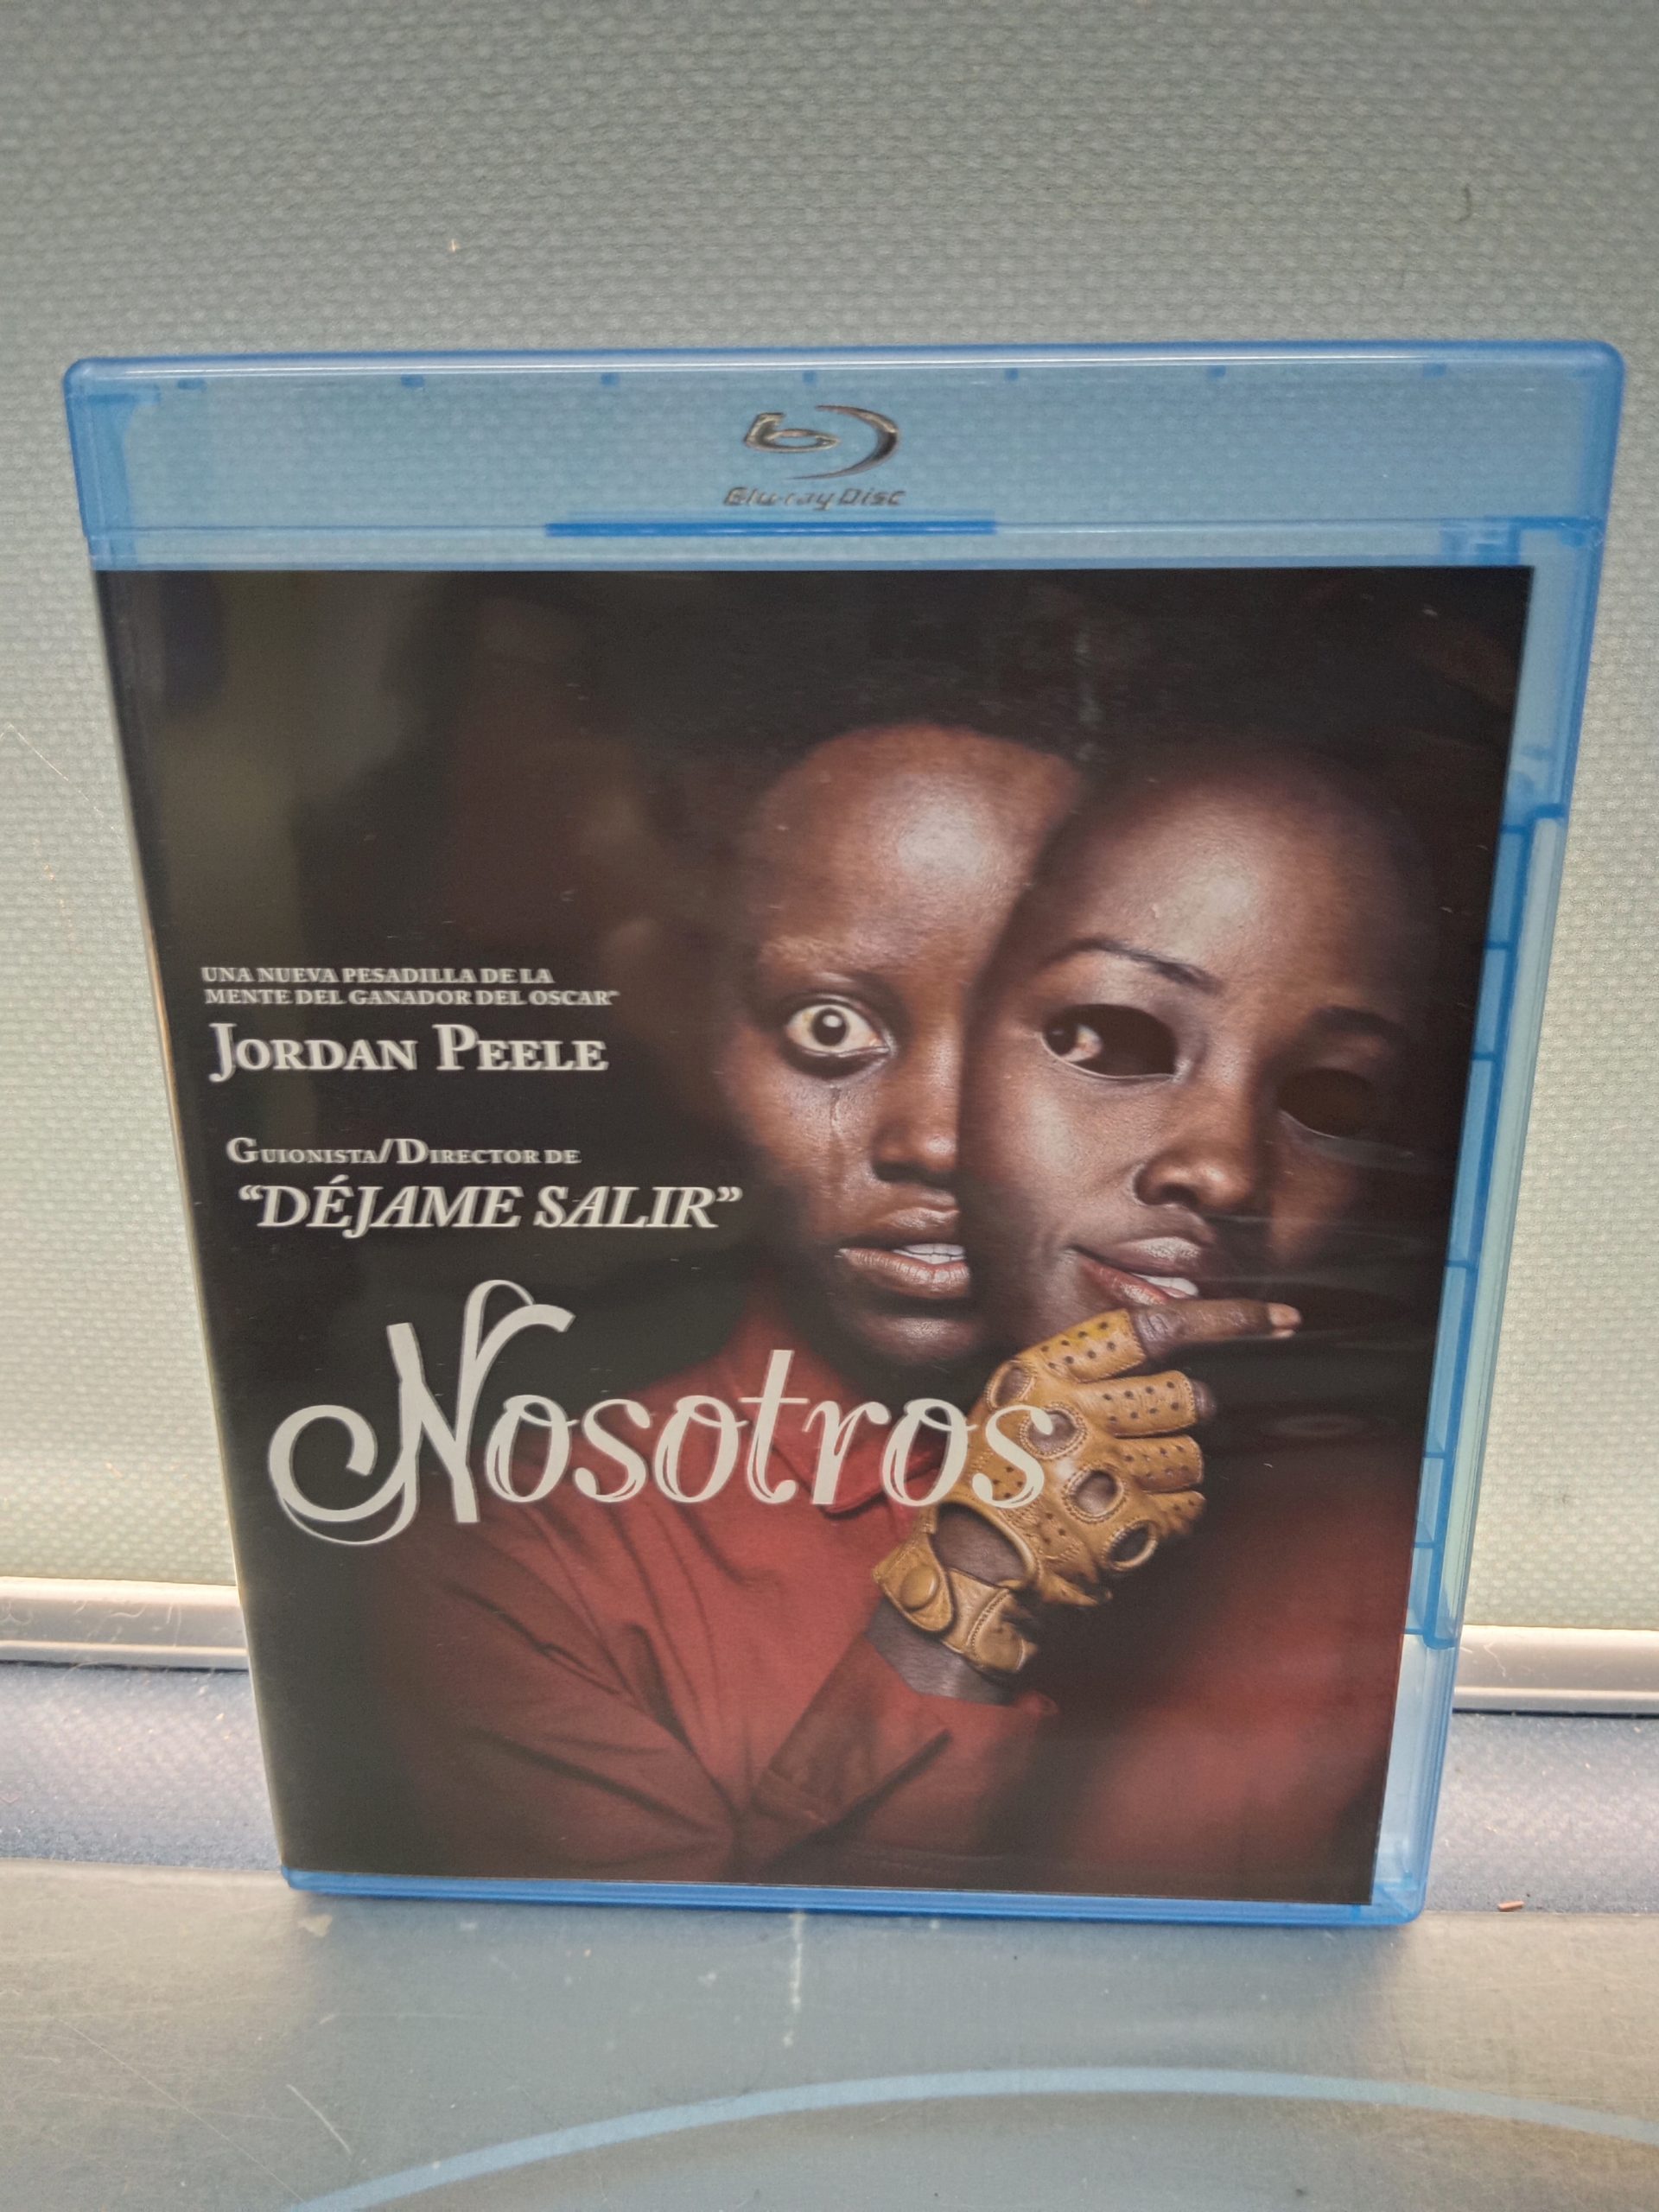 Blu-ray Disc
UNA NUEVA PESADILLA DE LA
MENTE DEL GANADOR DEL OSCAR®
JORDAN PEELE
GUIONISTA/DIRECTOR DE
“DÉJAME SALIR”
Nosotros